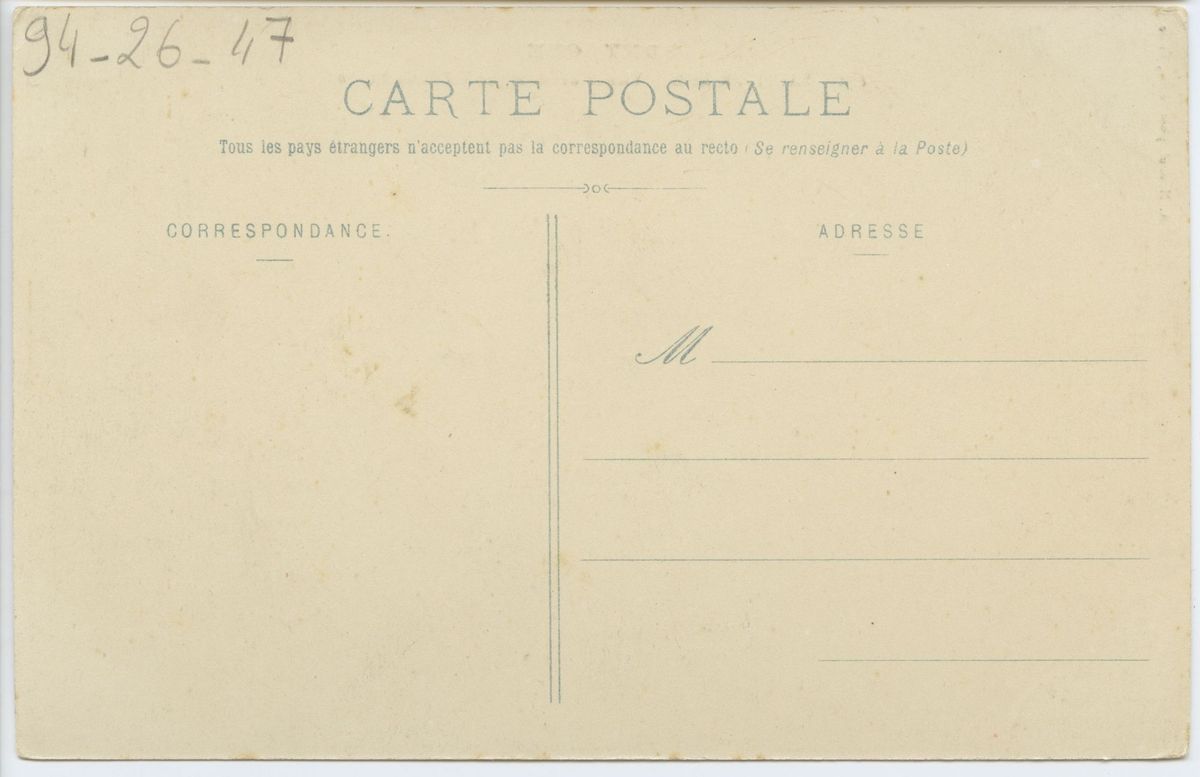 94-26-47
CARTE POSTALE
Tous les pays étrangers n'acceptent pas la correspondance au recto (Se renseigner à la Poste)
CORRESPONDANCE.
ADRESSE
M